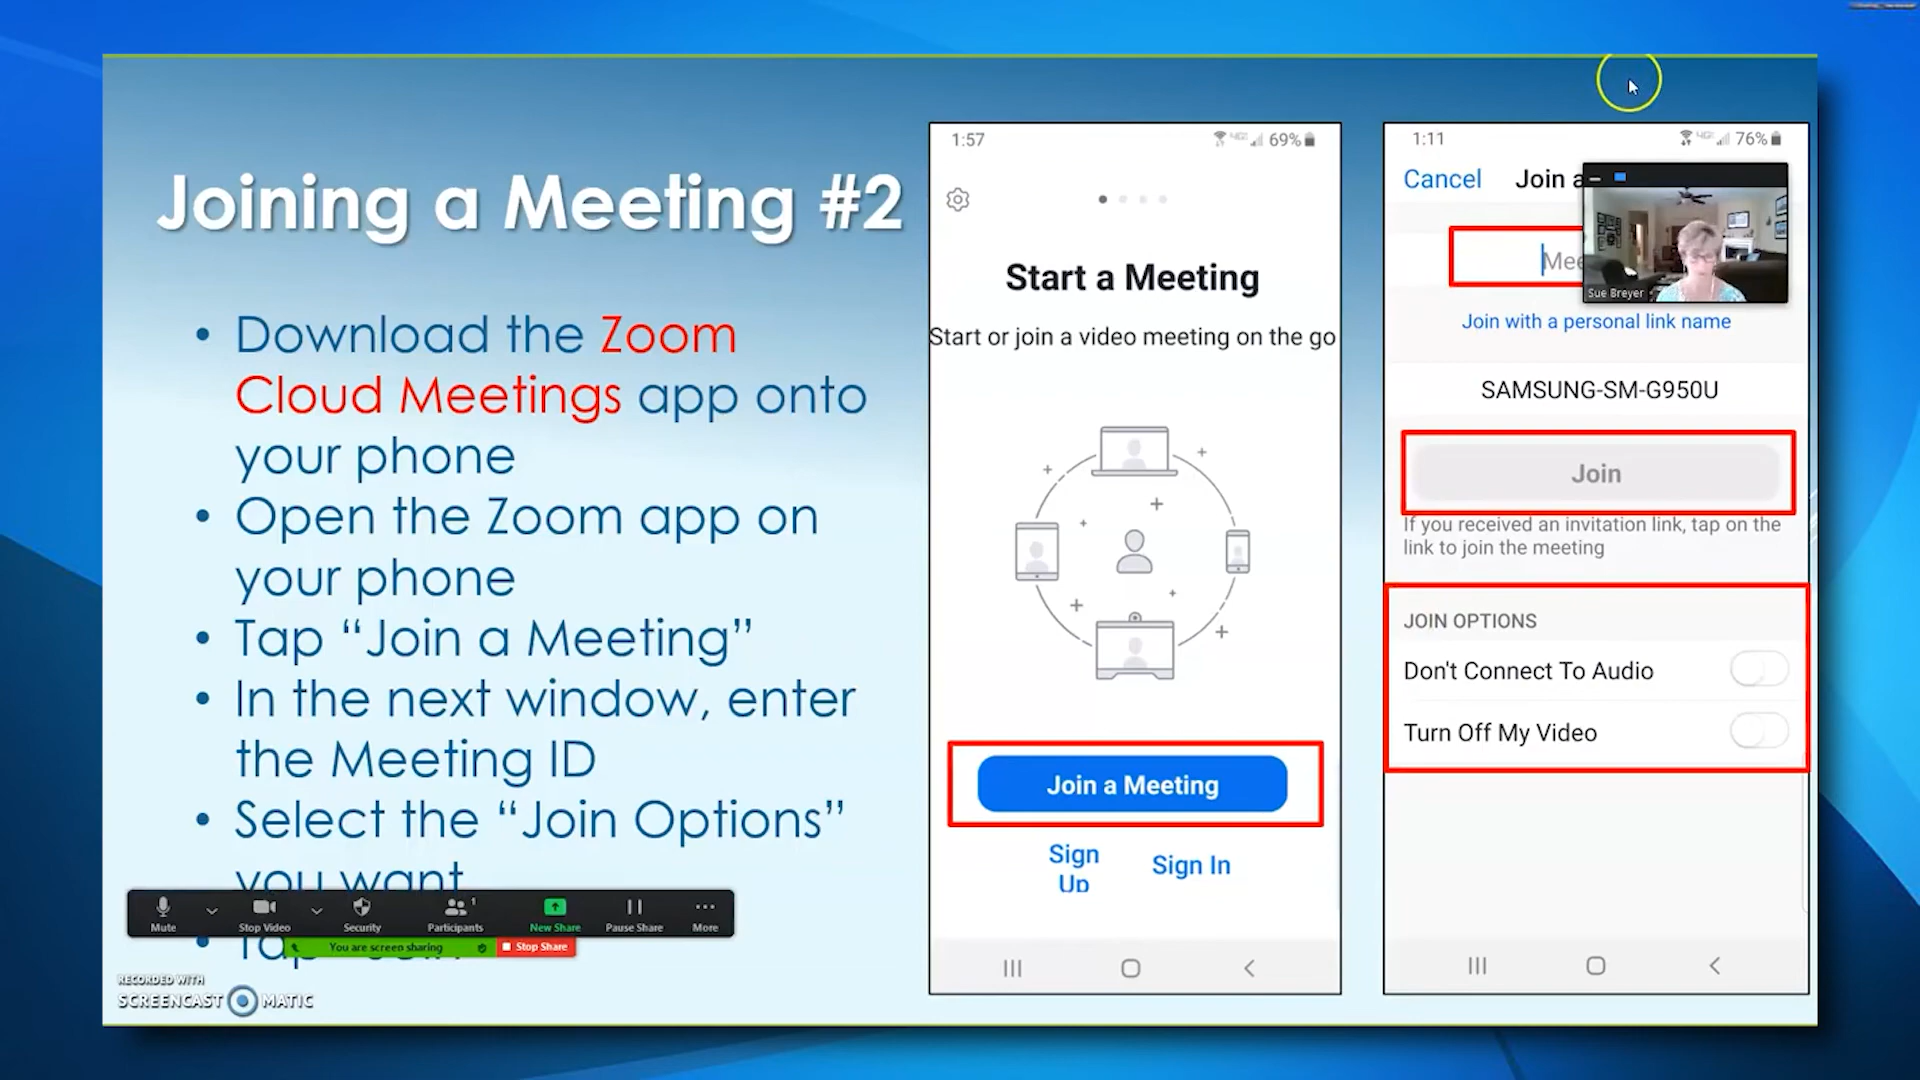 Joining a Meeting #2
• Download the Zoom
Cloud Meetings app onto
your phone
• Open the Zoom app on
your phone
• Tap “Join a Meeting”
• In the next window, enter
the Meeting ID
• Select the “Join Options”
you want
Mute
Stop Video
Security
1
Participants
New Share
Pause Share
More
You are screen sharing
Stop Share
RECORDED WITH
SCREENCAST MATIC
1:57
69%
Start a Meeting
Start or join a video meeting on the go
Join a Meeting
Sign
Up
Sign In
1:11
76%
Cancel
Join a
Sue Breyer
Join with a personal link name
SAMSUNG-SM-G950U
Join
If you received an invitation link, tap on the
link to join the meeting
JOIN OPTIONS
Don't Connect To Audio
Turn Off My Video